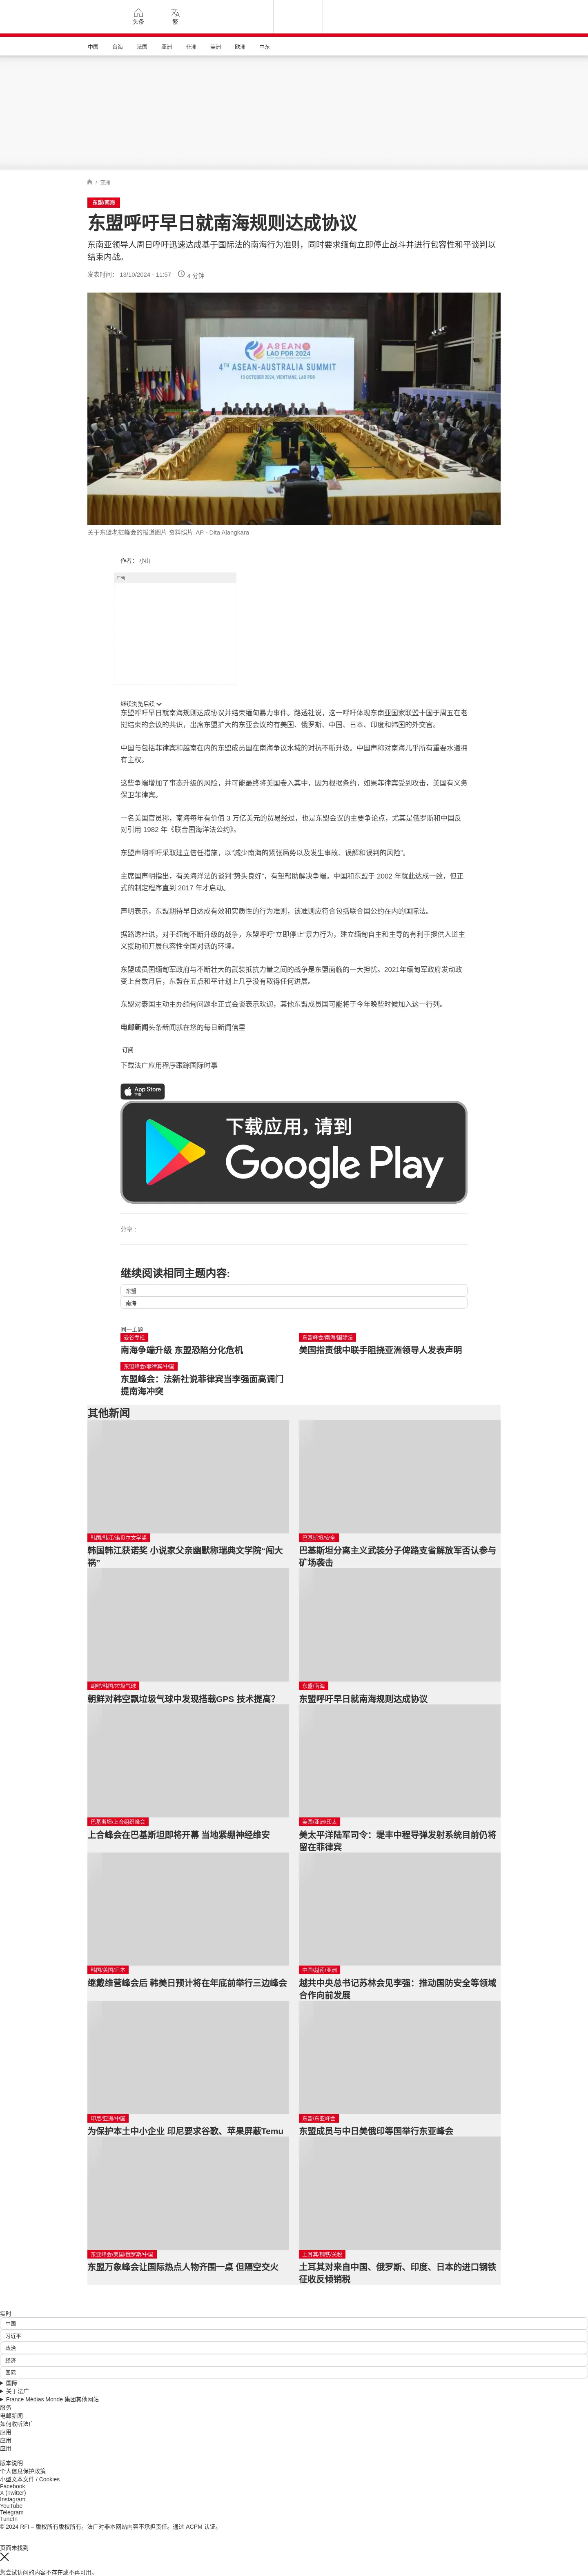 头条
繁
中国
台海
法国
亚洲
非洲
美洲
欧洲
中东
/ 亚洲
东盟/南海
东盟呼吁早日就南海规则达成协议
东南亚领导人周日呼吁迅速达成基于国际法的南海行为准则，同时要求缅甸立即停止战斗并进行包容性和平谈判以
结束内战。
发表时间： 13/10/2024 - 11:57
4 分钟
ASEAN
LAO PDR 2024
4TH ASEAN-AUSTRALIA SUMMIT
关于东盟老挝峰会的报道图片 资料照片 AP - Dita Alangkara
作者： 小山
广告
继续浏览后续
东盟呼吁早日就南海规则达成协议并结束缅甸暴力事件。路透社说，这一呼吁体现东南亚国家联盟十国于周五在老
挝结束的会议的共识，出席东盟扩大的东亚会议的有美国、俄罗斯、中国、日本、印度和韩国的外交官。
中国与包括菲律宾和越南在内的东盟成员国在南海争议水域的对抗不断升级。中国声称对南海几乎所有重要水道拥
有主权。
这些争端增加了事态升级的风险，并可能最终将美国卷入其中，因为根据条约，如果菲律宾受到攻击，美国有义务
保卫菲律宾。
一名美国官员称，南海每年有价值 3 万亿美元的贸易经过，也是东盟会议的主要争论点，尤其是俄罗斯和中国反
对引用 1982 年《联合国海洋法公约》。
东盟声明呼吁采取建立信任措施，以“减少南海的紧张局势以及发生事故、误解和误判的风险”。
主席国声明指出，有关海洋法的谈判“势头良好”，有望帮助解决争端。中国和东盟于 2002 年就此达成一致，但正
式的制定程序直到 2017 年才启动。
声明表示，东盟期待早日达成有效和实质性的行为准则，该准则应符合包括联合国公约在内的国际法。
据路透社说，对于缅甸不断升级的战争，东盟呼吁“立即停止”暴力行为，建立缅甸自主和主导的有利于提供人道主
义援助和开展包容性全国对话的环境。
东盟成员国缅甸军政府与不断壮大的武装抵抗力量之间的战争是东盟面临的一大担忧。2021年缅甸军政府发动政
变上台数月后，东盟在五点和平计划上几乎没有取得任何进展。
东盟对泰国主动主办缅甸问题非正式会谈表示欢迎，其他东盟成员国可能将于今年晚些时候加入这一行列。
电邮新闻头条新闻就在您的每日新闻信里
订阅
下载法广应用程序跟踪国际时事
App Store
下载
下载应用，请到
Google Play
分享 :
继续阅读相同主题内容:
东盟
南海
同一主题
曼谷专栏
南海争端升级 东盟恐陷分化危机
东盟峰会/南海/国际法
美国指责俄中联手阻挠亚洲领导人发表声明
东盟峰会/菲律宾/中国
东盟峰会：法新社说菲律宾当李强面高调门
提南海冲突
其他新闻
韩国/韩江/诺贝尔文学奖
韩国韩江获诺奖 小说家父亲幽默称瑞典文学院“闯大
祸”
巴基斯坦/安全
巴基斯坦分离主义武装分子俾路支省解放军否认参与
矿场袭击
朝鲜/韩国/垃圾气球
朝鲜对韩空飘垃圾气球中发现搭载GPS 技术提高?
东盟/南海
东盟呼吁早日就南海规则达成协议
巴基斯坦/上合组织峰会
上合峰会在巴基斯坦即将开幕 当地紧绷神经维安
美国/亚洲/印太
美太平洋陆军司令：堤丰中程导弹发射系统目前仍将
留在菲律宾
韩国/美国/日本
继戴维营峰会后 韩美日预计将在年底前举行三边峰会
中国/越南/亚洲
越共中央总书记苏林会见李强：推动国防安全等领域
合作向前发展
印尼/亚洲/中国
为保护本土中小企业 印尼要求谷歌、苹果屏蔽Temu
东盟/东亚峰会
东盟成员与中日美俄印等国举行东亚峰会
东亚峰会/美国/俄罗斯/中国
东盟万象峰会让国际热点人物齐围一桌 但隔空交火
土耳其/钢铁/关税
土耳其对来自中国、俄罗斯、印度、日本的进口钢铁
征收反倾销税
实时
中国
习近平
政治
经济
国际
国际
关于法广
France Médias Monde 集团其他网站
服务
电邮新闻
如何收听法广
应用
应用
应用
版本说明
个人信息保护政策
小型文本文件 / Cookies
Facebook
X (Twitter)
Instagram
YouTube
Telegram
TuneIn
© 2024 RFI – 版权所有版权所有。法广对非本网站内容不承担责任。通过 ACPM 认证。
页面未找到
您尝试访问的内容不存在或不再可用。